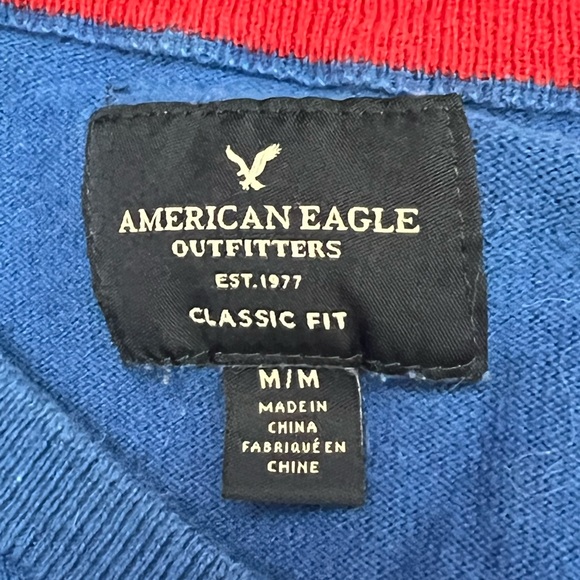 AMERICAN EAGLE
OUTFITTERS
EST. 1977
CLASSIC FIT
M/M
MADE IN
CHINA
FABRIQUÉ EN
CHINE